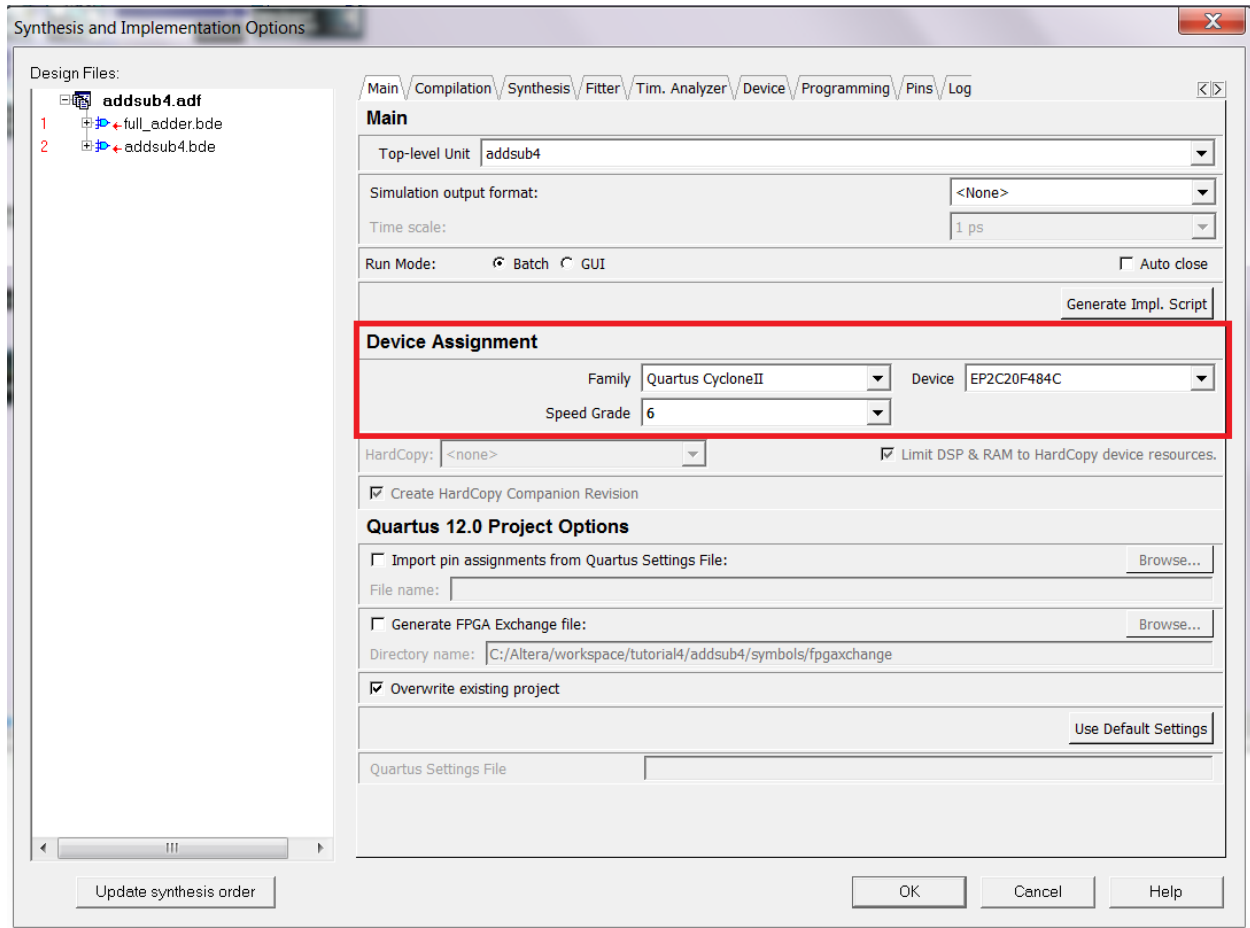 Synthesis and Implementation Options
Design Files:
addsub4.adf
1 full_adder.bde
2 addsub4.bde
Update synthesis order
Main Compilation Synthesis Fitter Tim. Analyzer Device Programming Pins Log
Main
Top-level Unit addsub4
Simulation output format: <None>
Time scale: 1 ps
Run Mode: Batch GUI Auto close
Generate Impl. Script
Device Assignment
Family Quartus CycloneII Device EP2C20F484C
Speed Grade 6
HardCopy: <none> Limit DSP & RAM to HardCopy device resources.
Create HardCopy Companion Revision
Quartus 12.0 Project Options
Import pin assignments from Quartus Settings File: Browse...
File name:
Generate FPGA Exchange file: Browse...
Directory name: C:/Altera/workspace/tutorial4/addsub4/symbols/fpgaxchange
Overwrite existing project
Use Default Settings
Quartus Settings File
OK Cancel Help